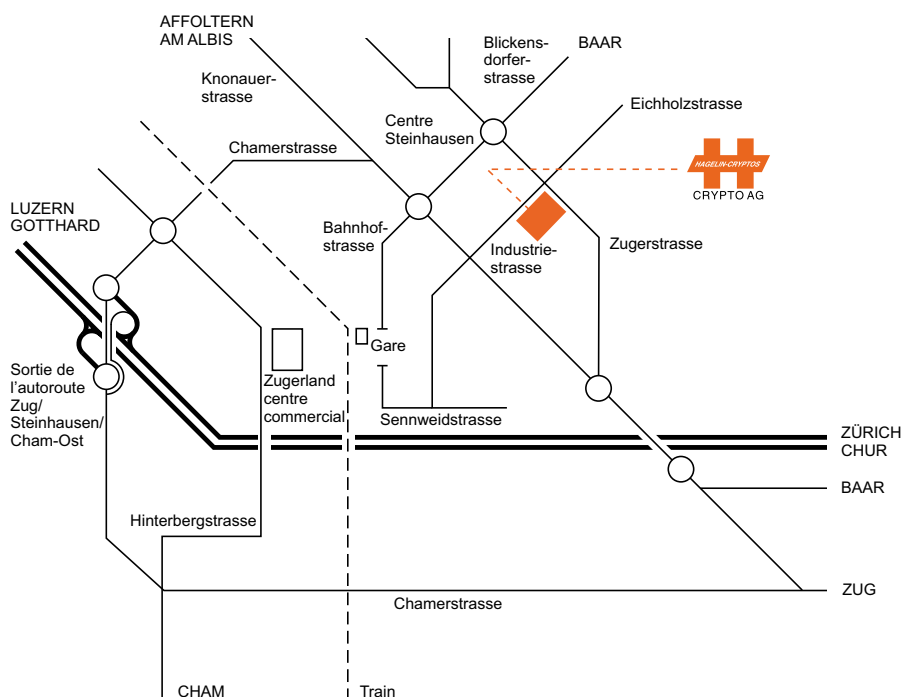 AFFOLTERN
AM ALBIS
Blickens-
dorfer-
strasse
BAAR
Knonauer-
strasse
Eichholzstrasse
Centre
Steinhausen
Chamerstrasse
HAGELIN-CRYPTOS
CRYPTO AG
LUZERN
GOTTHARD
Bahnhof-
strasse
Industrie-
strasse
Zugerstrasse
Gare
Sortie de
l’autoroute
Zug/
Steinhausen/
Cham-Ost
Zugerland
centre
commercial
Sennweidstrasse
ZÜRICH
CHUR
BAAR
Hinterbergstrasse
ZUG
Chamerstrasse
CHAM
Train